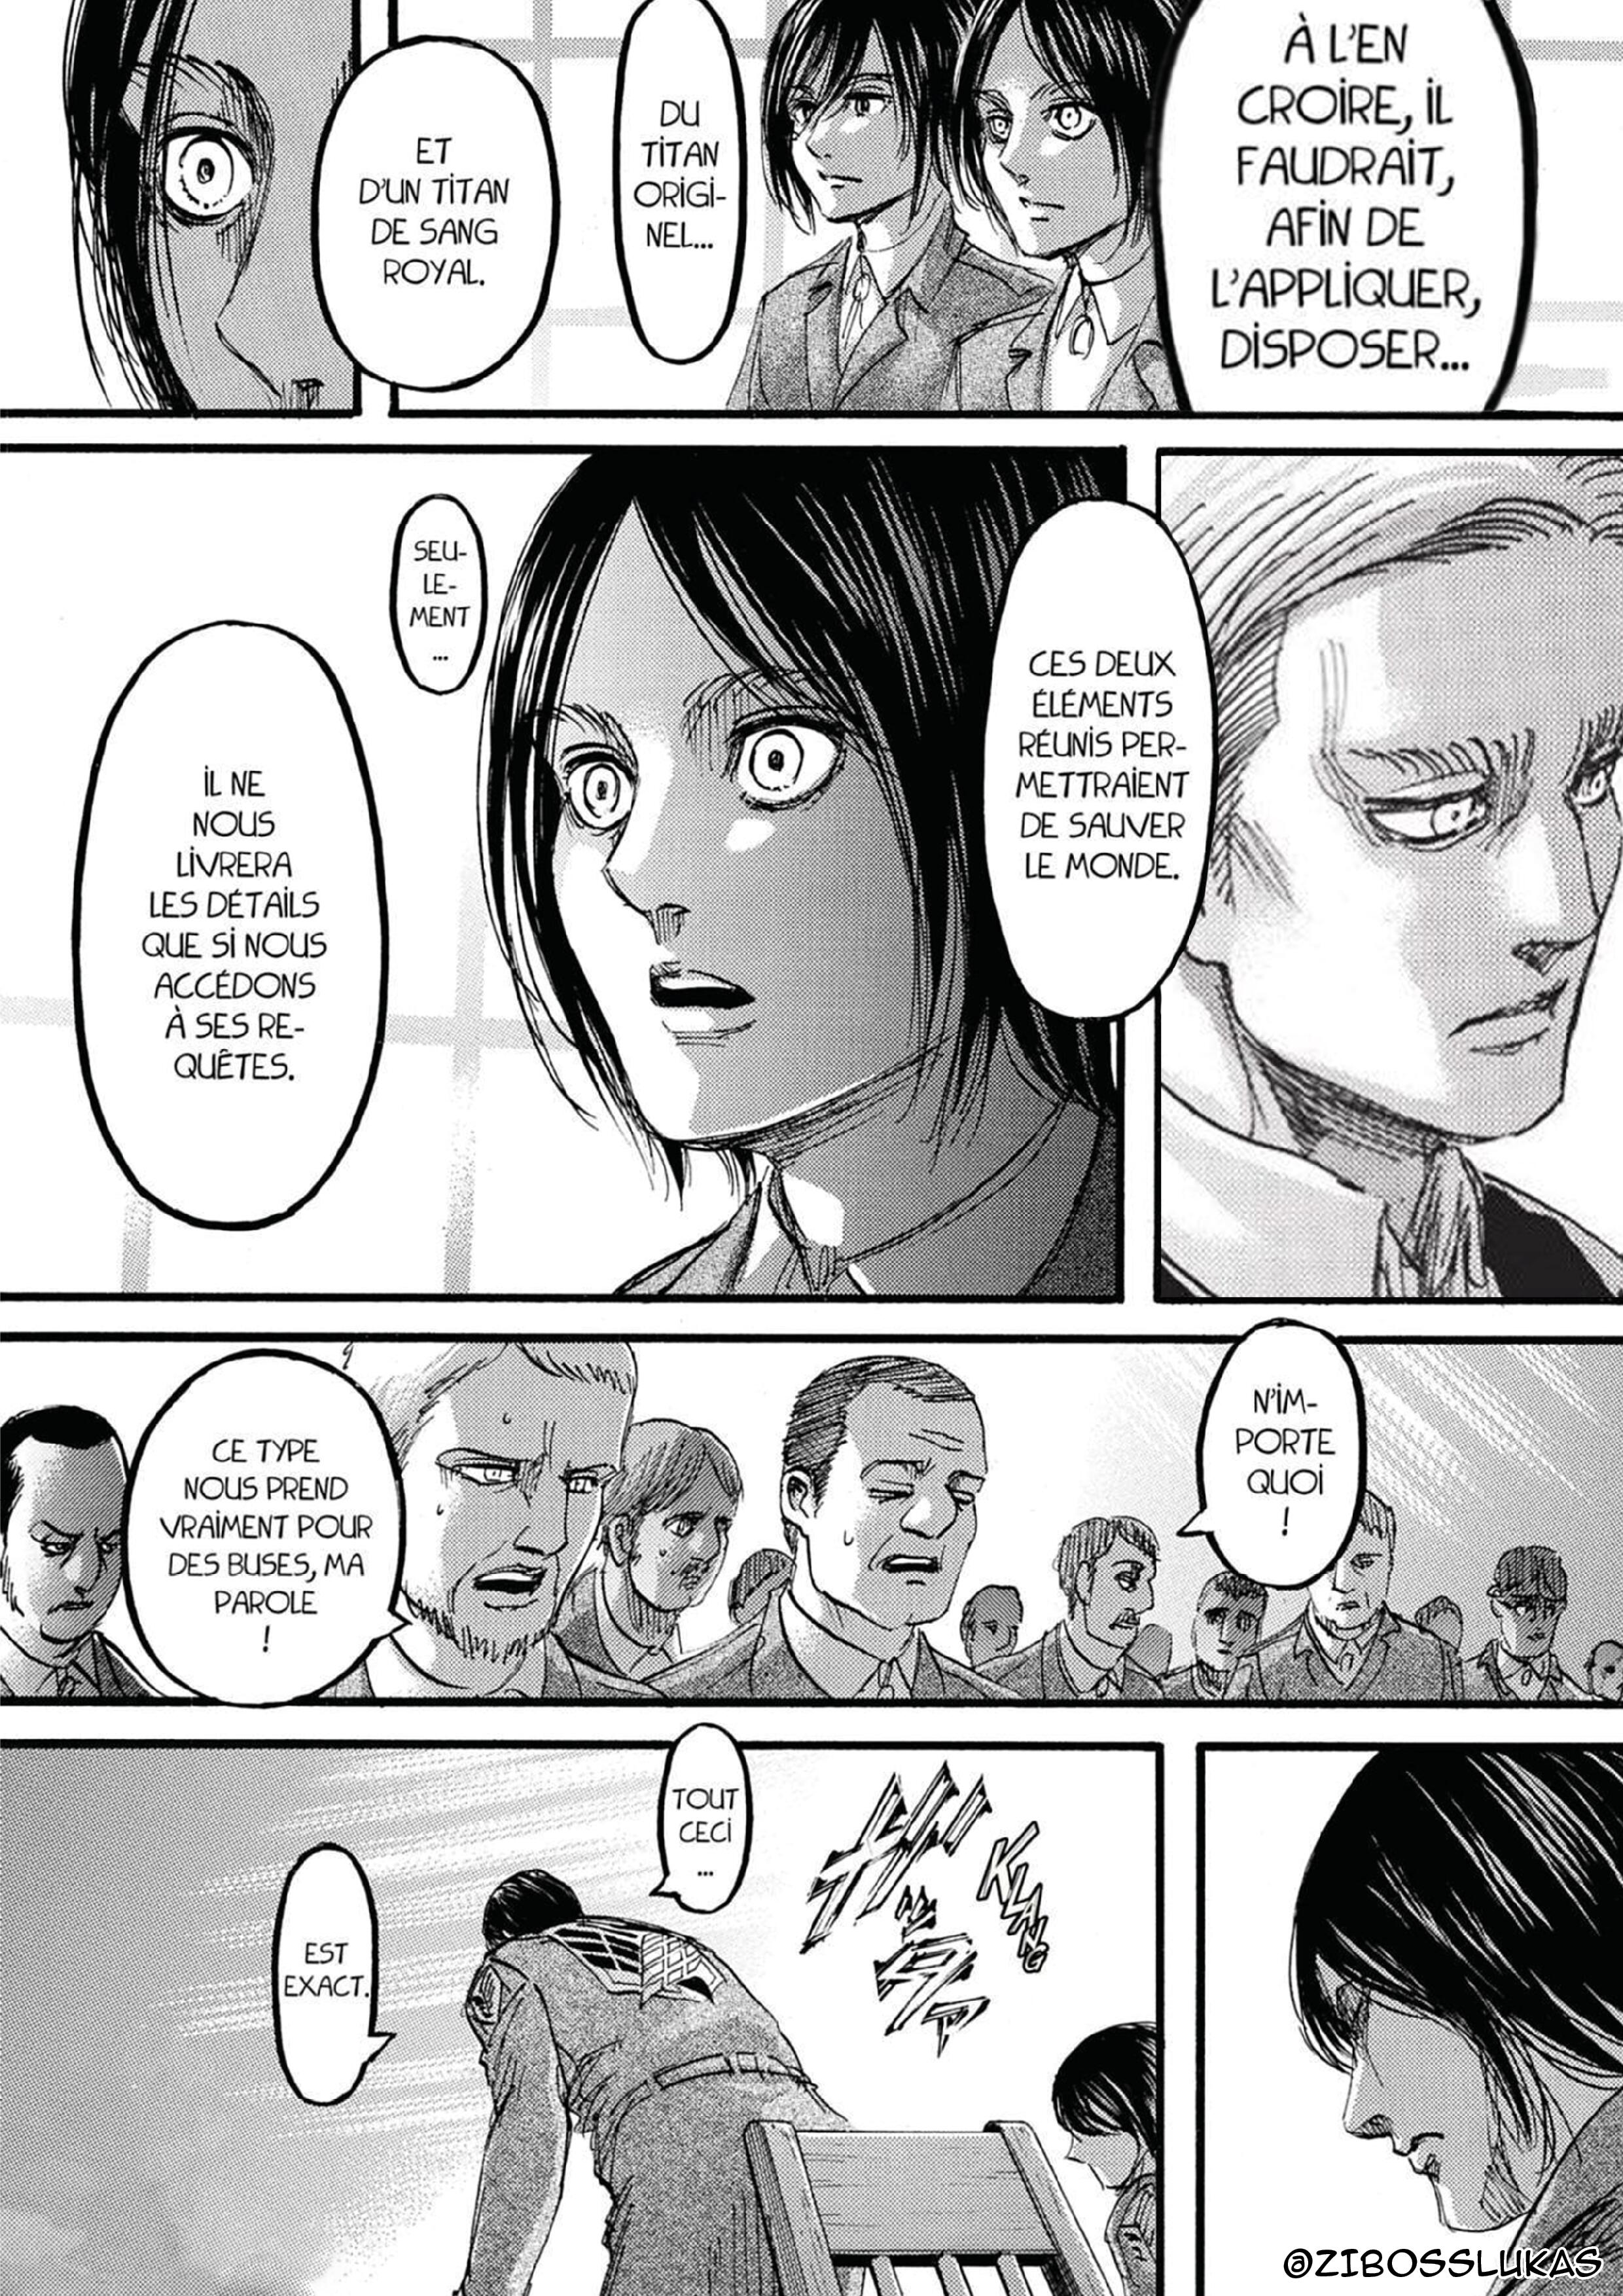 À L'EN
CROIRE, IL
FAUDRAIT,
AFIN DE
L'APPLIQUER,
DISPOSER...
DU
TITAN
ORIGI-
NEL...
ET
D'UN TITAN
DE SANG
ROYAL.
CES DEUX
ÉLÉMENTS
RÉUNIS PER-
METTRAIENT
DE SAUVER
LE MONDE.
SEU-
LE-
MENT
...
IL NE
NOUS
LIVRERA
LES DÉTAILS
QUE SI NOUS
ACCÉDONS
À SES RE-
QUÊTES.
N'IM-
PORTE
QUOI
!
CE TYPE
NOUS PREND
VRAIMENT POUR
DES BUSES, MA
PAROLE
!
KLANG
TOUT
CECI
...
EST
EXACT.
@ZIBOSSLUKAS